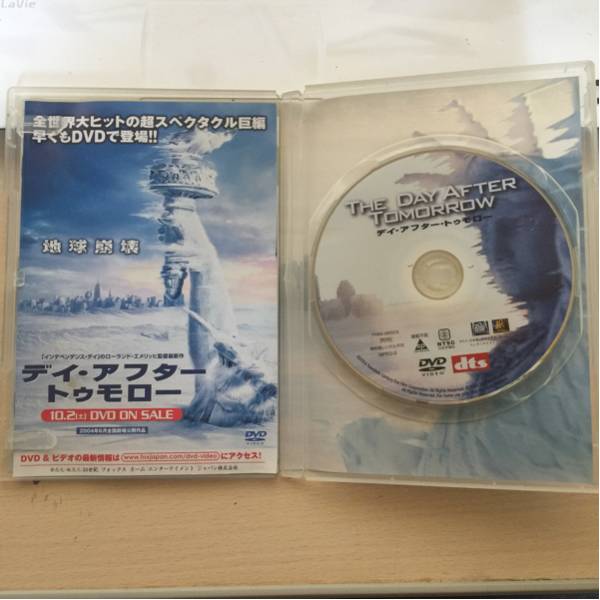 LaVie
全世界大ヒットの超スペクタクル巨編
早くもDVDで登場!!
地球崩壊
「インデペンデンス・デイ」のローランド・エメリッヒ監督最新作
デイ・アフター
トゥモロー
10.2(土) DVD ON SALE
2004年6月全国劇場公開作品
DVD
VIDEO
DVD & ビデオの最新情報は www.foxjapan.com/dvd-video にアクセス!
THE DAY AFTER
TOMORROW
デイ・アフター・トゥモロー
NTSC
DVD
VIDEO
dts